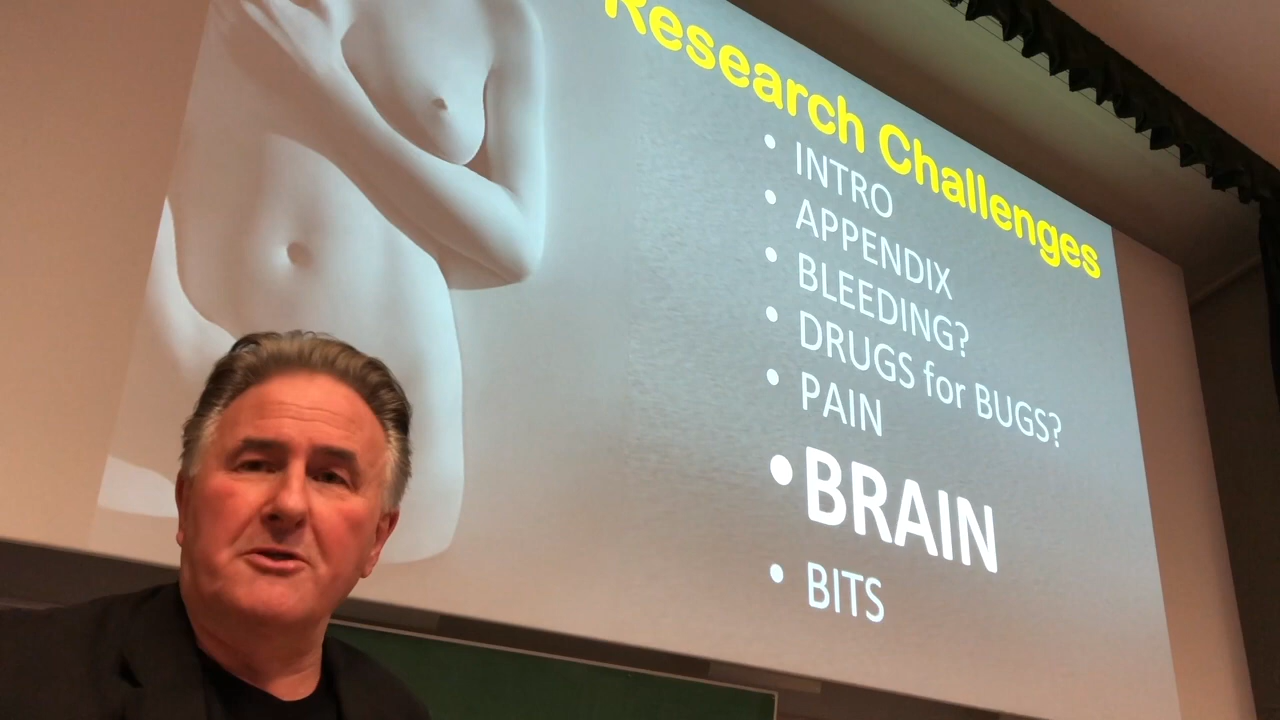 Research Challenges
• INTRO
• APPENDIX
• BLEEDING?
• DRUGS for BUGS?
• PAIN
• BRAIN
• BITS